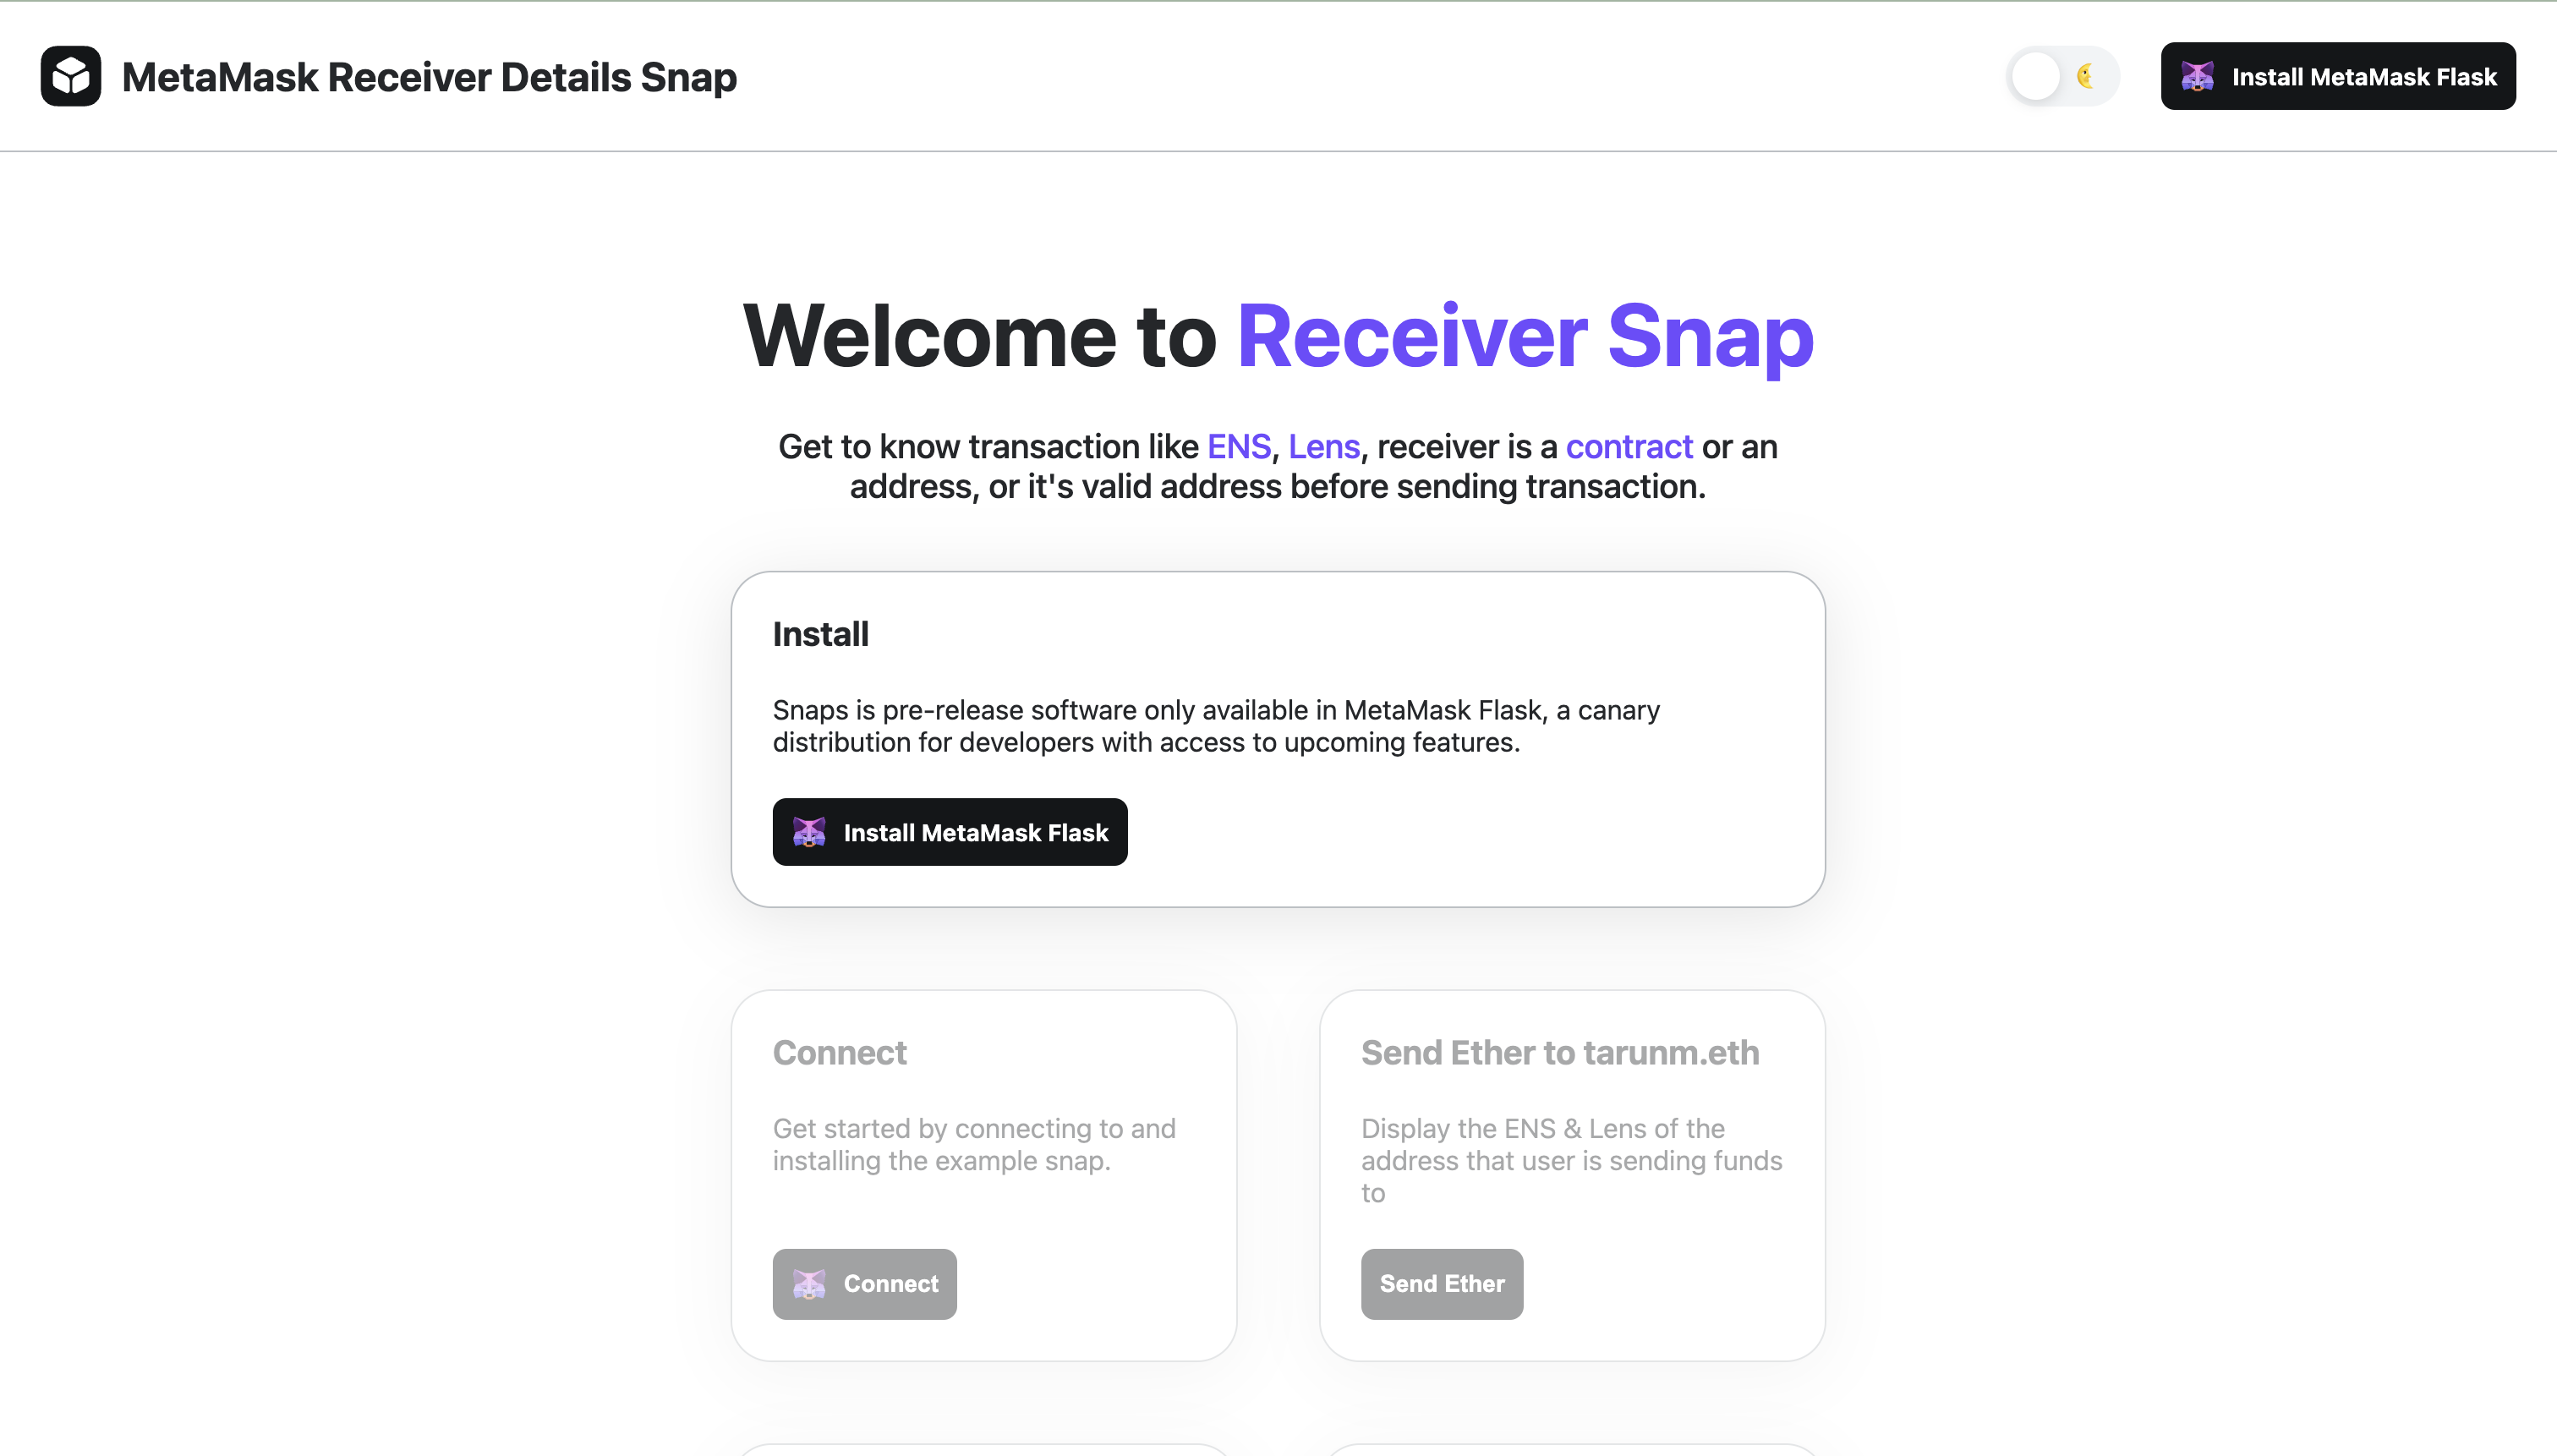 MetaMask Receiver Details Snap
Install MetaMask Flask
Welcome to Receiver Snap
Get to know transaction like ENS, Lens, receiver is a contract or an
address, or it's valid address before sending transaction.
Install
Snaps is pre-release software only available in MetaMask Flask, a canary
distribution for developers with access to upcoming features.
Install MetaMask Flask
Connect
Get started by connecting to and
installing the example snap.
Connect
Send Ether to tarunm.eth
Display the ENS & Lens of the
address that user is sending funds
to
Send Ether